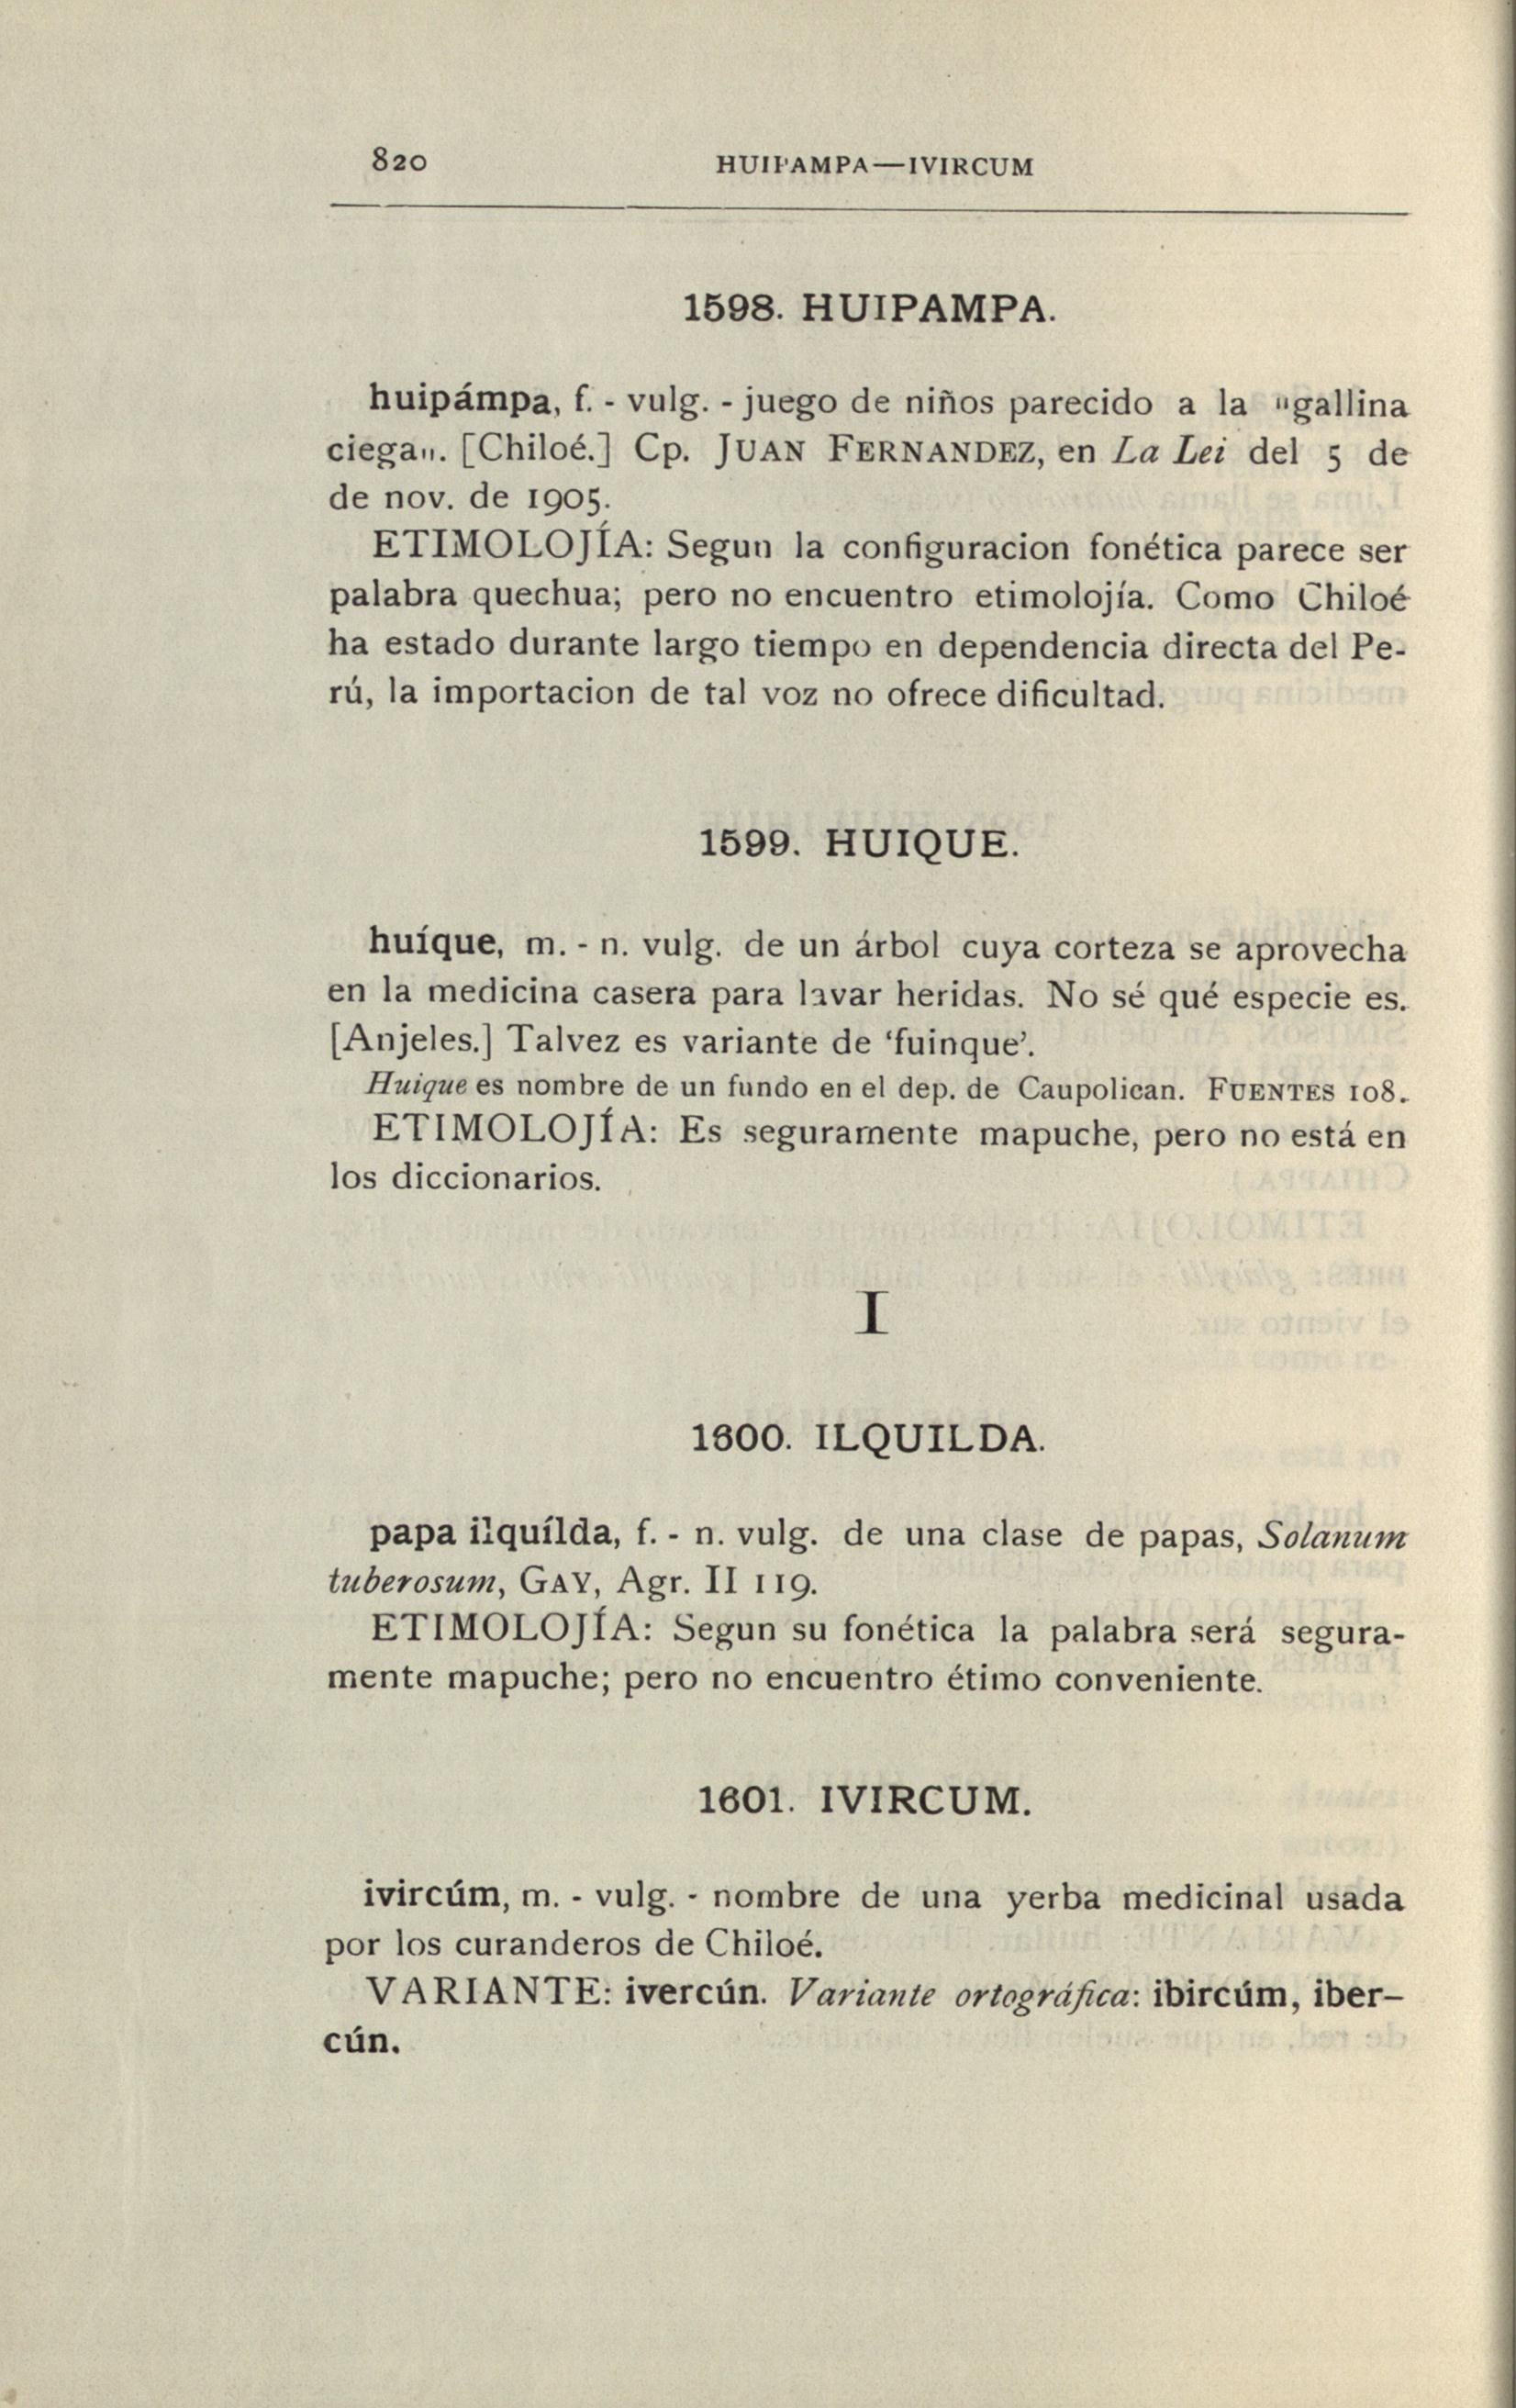 820 HUIPAMPA—IVIRCUM
1598. HUIPAMPA.
huipámpa, f. - vulg. - juego de niños parecido a la "gallina
ciega„. [Chiloé.] Cp. JUAN FERNANDEZ, en La Lei del 5 de
de nov. de 1905.
ETIMOLOJÍA: Segun la configuracion fonética parece ser
palabra quechua; pero no encuentro etimolojía. Como Chiloé
ha estado durante largo tiempo en dependencia directa del Pe-
rú, la importacion de tal voz no ofrece dificultad.
1599. HUIQUE.
huíque, m. - n. vulg. de un árbol cuya corteza se aprovecha
en la medicina casera para lavar heridas. No sé qué especie es.
[Anjeles.] Talvez es variante de ‘fuinque’.
Huique es nombre de un fundo en el dep. de Caupolican. FUENTES 108.
ETIMOLOJÍA: Es seguramente mapuche, pero no está en
los diccionarios.
I
1600. ILQUILDA.
papa ilquílda, f. - n. vulg. de una clase de papas, Solanum
tuberosum, GAY, Agr. II 119.
ETIMOLOJÍA: Segun su fonética la palabra será segura-
mente mapuche; pero no encuentro étimo conveniente.
1601. IVIRCUM.
ivircúm, m. - vulg. - nombre de una yerba medicinal usada
por los curanderos de Chiloé.
VARIANTE: ivercún. Variante ortográfica: ibircúm, iber-
cún.